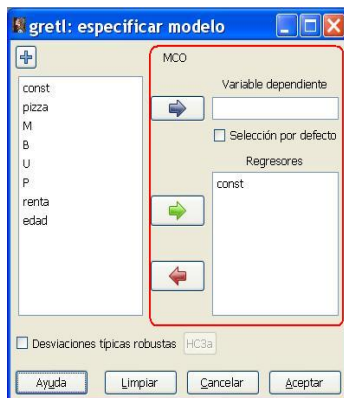 gretl: especificar modelo
MCO
const
pizza
M
B
U
P
renta
edad
Variable dependiente
Selección por defecto
Regresores
const
Desviaciones típicas robustas HC3a
Ayuda Limpiar Cancelar Aceptar